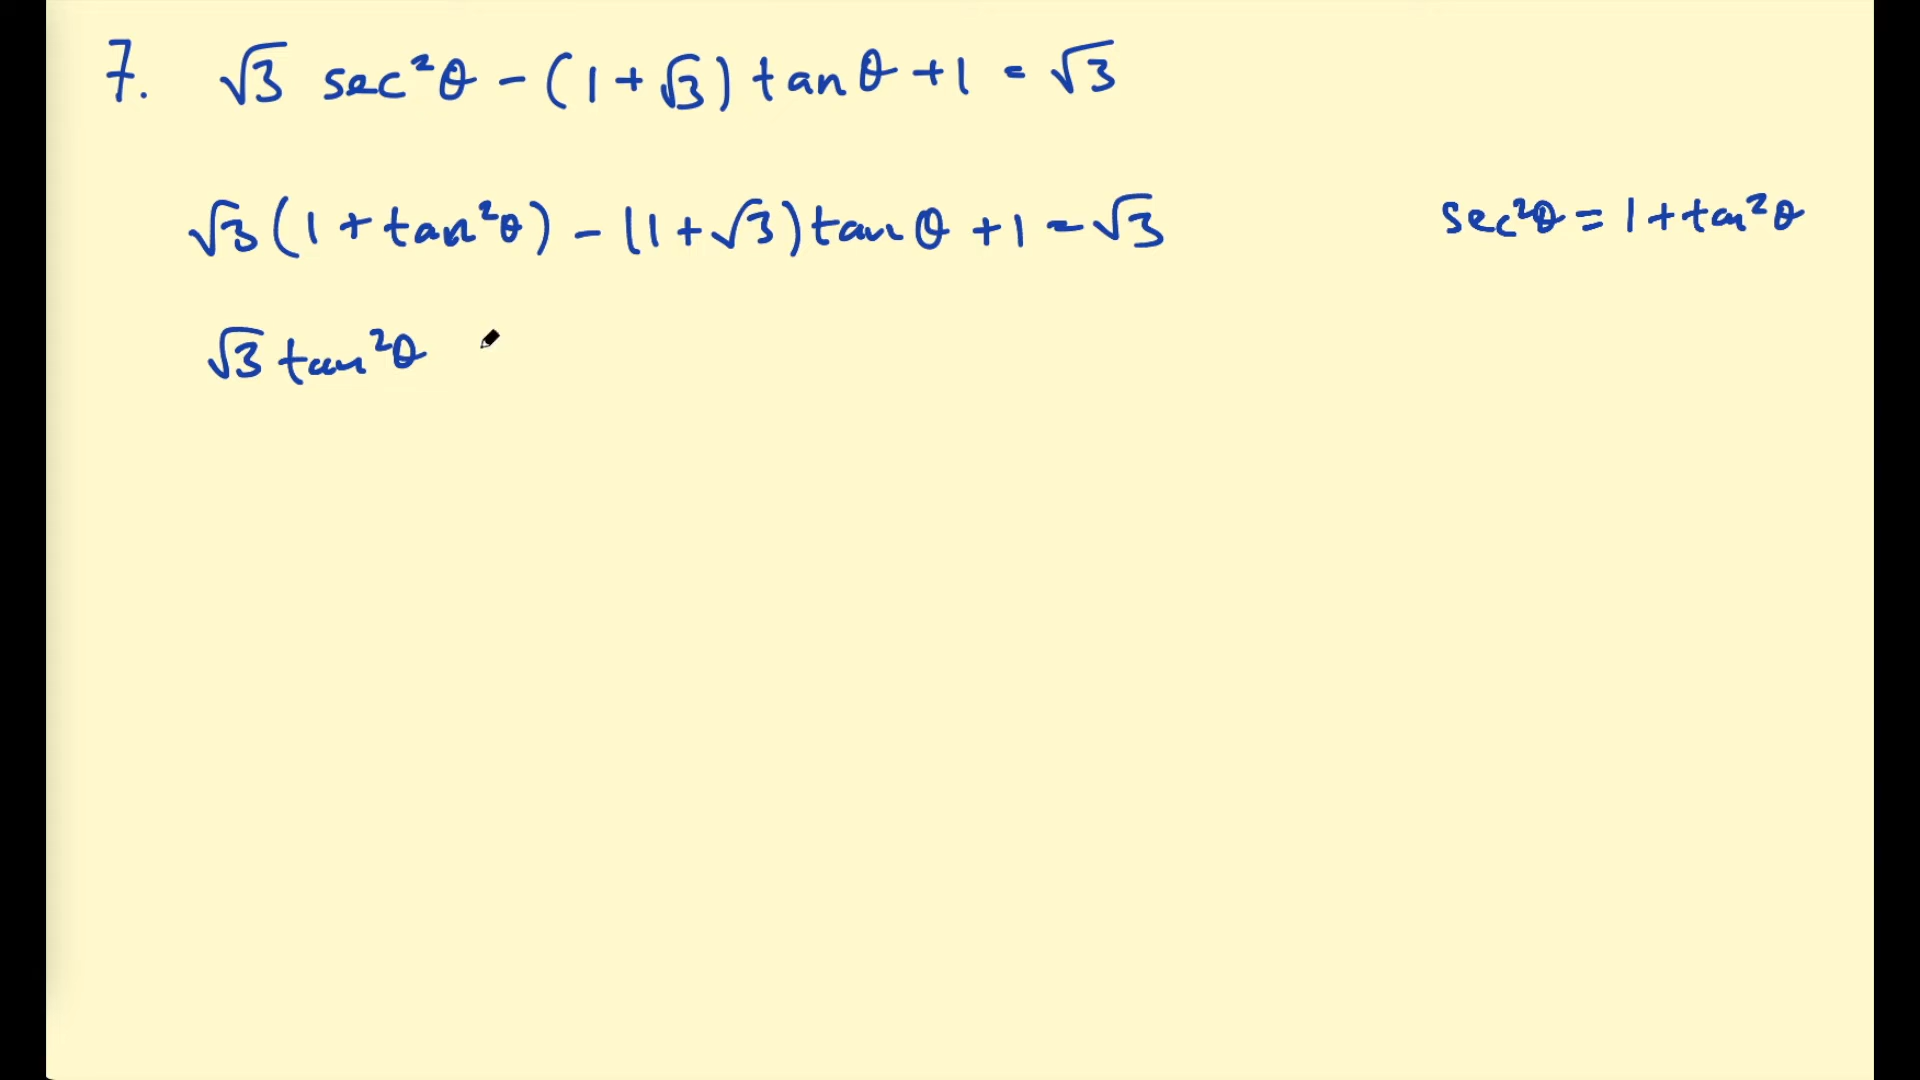 7. √3 sec²θ - (1+√3) tanθ +1 = √3
√3(1 + tan²θ) - (1+√3) tanθ +1 = √3
sec²θ = 1 + tan²θ
√3 tan²θ